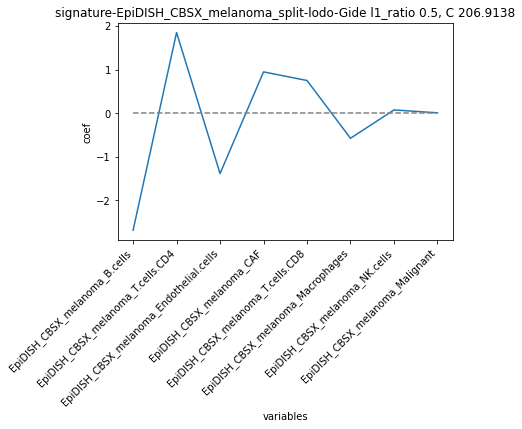 signature-EpiDISH_CBSX_melanoma_split-lodo-Gide l1_ratio 0.5, C 206.9138
2
1
0
−1
−2
coef
EpiDISH_CBSX_melanoma_B.cells
EpiDISH_CBSX_melanoma_T.cells.CD4
EpiDISH_CBSX_melanoma_Endothelial.cells
EpiDISH_CBSX_melanoma_CAF
EpiDISH_CBSX_melanoma_T.cells.CD8
EpiDISH_CBSX_melanoma_Macrophages
EpiDISH_CBSX_melanoma_NK.cells
EpiDISH_CBSX_melanoma_Malignant
variables